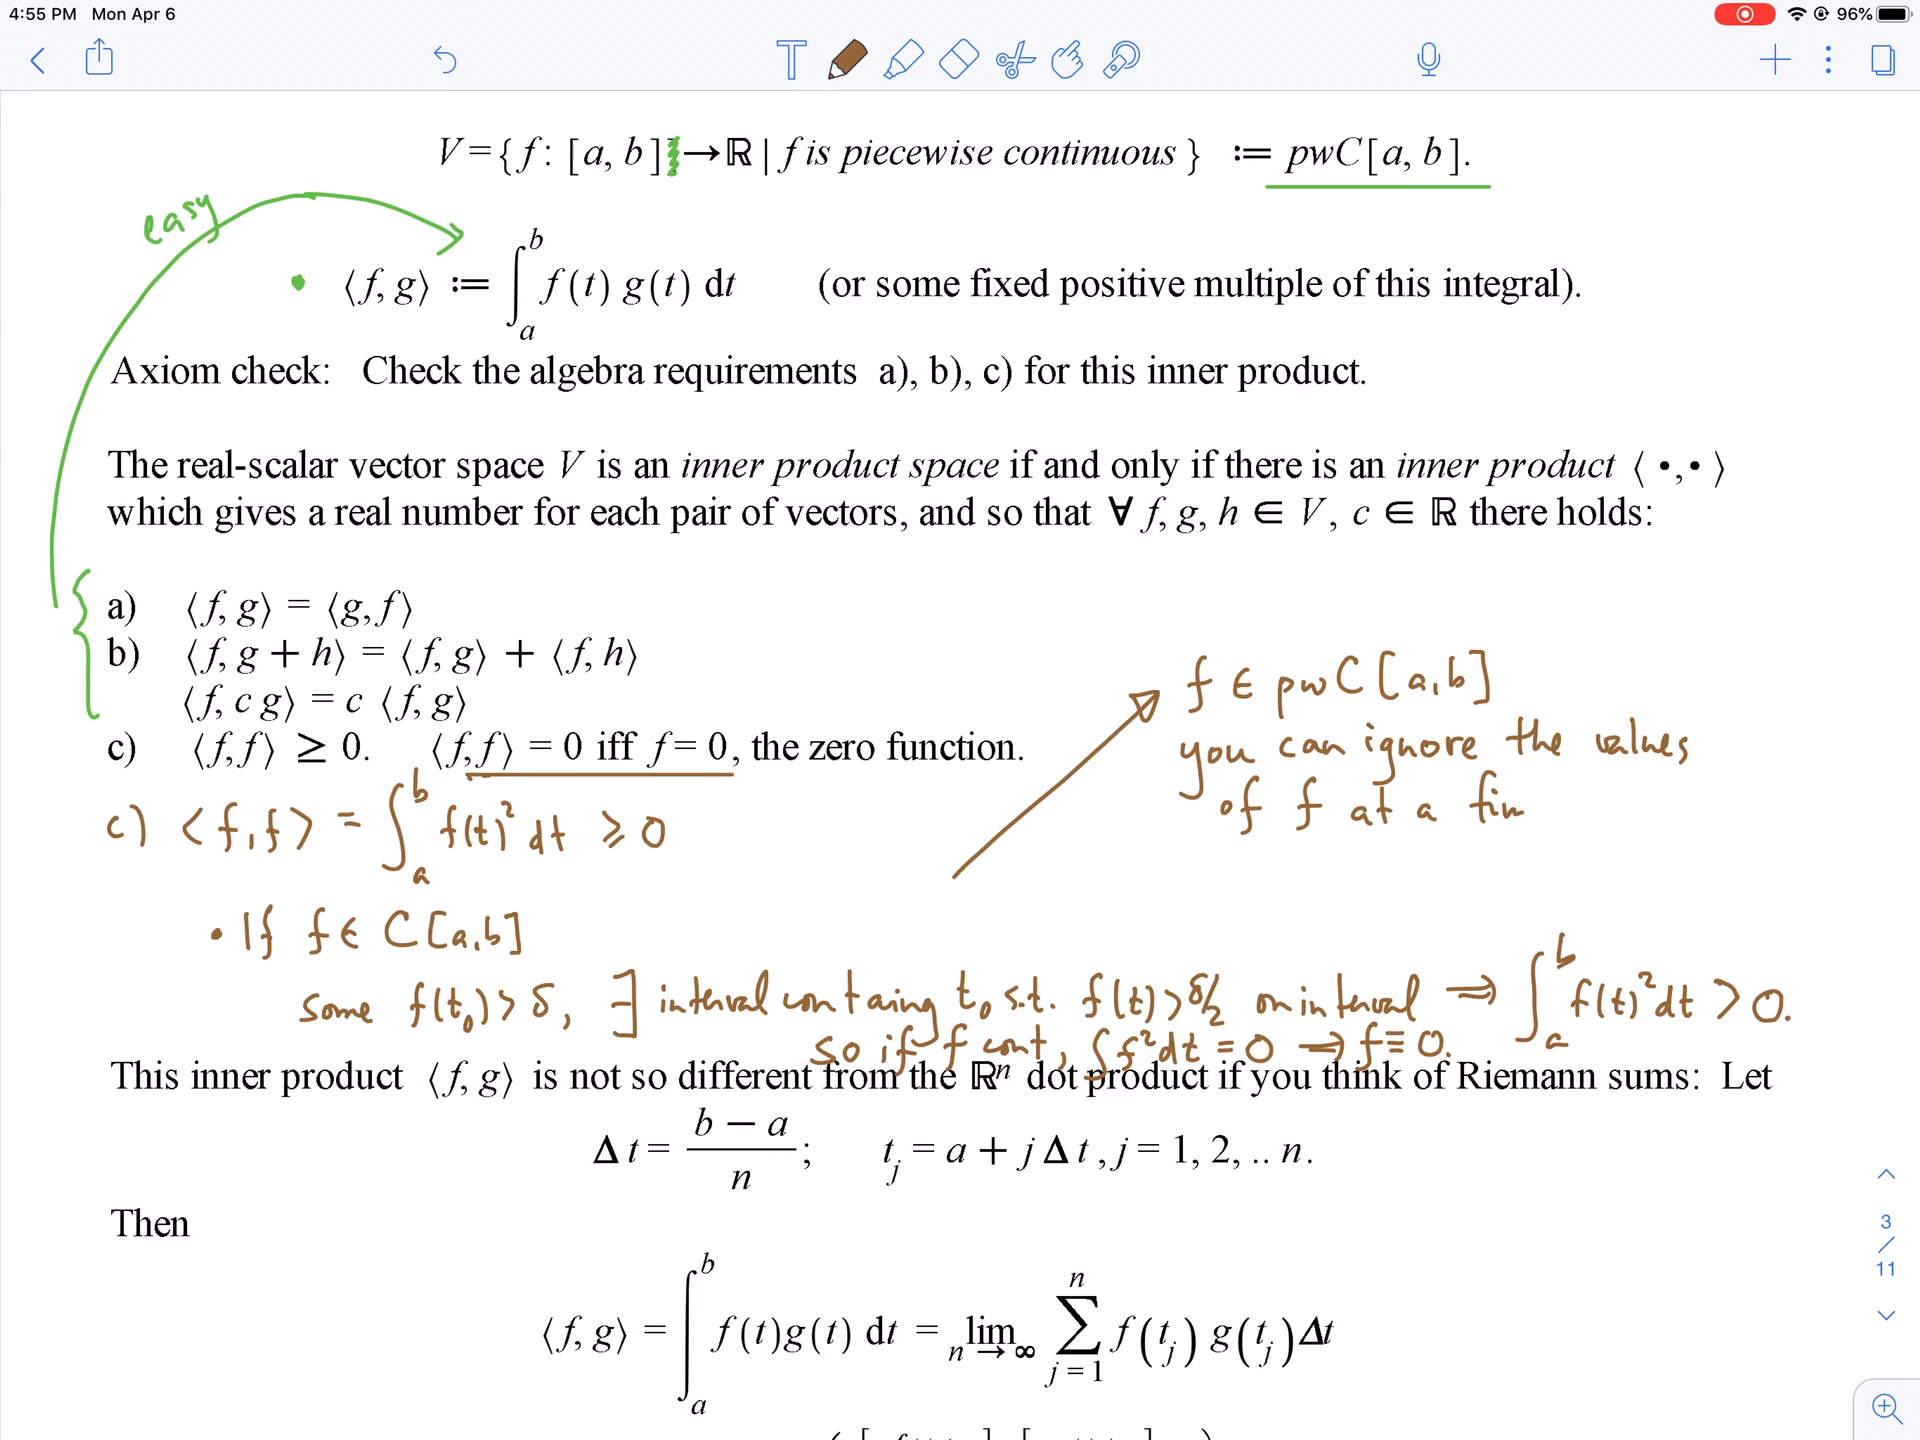 4:55 PM Mon Apr 6 96%
V = { f : [a, b] → ℝ | f is piecewise continuous } := pwC[a, b].
easy
• ⟨f, g⟩ := ∫_a^b f(t) g(t) dt (or some fixed positive multiple of this integral).
Axiom check: Check the algebra requirements a), b), c) for this inner product.
The real-scalar vector space V is an inner product space if and only if there is an inner product ⟨ •,• ⟩
which gives a real number for each pair of vectors, and so that ∀ f, g, h ∈ V, c ∈ ℝ there holds:
a) ⟨f, g⟩ = ⟨g, f⟩
b) ⟨f, g + h⟩ = ⟨f, g⟩ + ⟨f, h⟩
⟨f, c g⟩ = c ⟨f, g⟩
c) ⟨f, f⟩ ≥ 0. ⟨f, f⟩ = 0 iff f = 0, the zero function.
f ∈ pwC[a,b]
you can ignore the values
of f at a fin
c) <f,f> = ∫_a^b f(t)² dt ≥ 0
• If f ∈ C[a,b]
some f(t₀) > δ, ∃ interval containg t₀ s.t. f(t) > δ/2 on interval ⟹ ∫_a^b f(t)² dt > 0.
so if f cont, ∫f² dt = 0 ⟹ f ≡ 0.
This inner product ⟨f, g⟩ is not so different from the ℝⁿ dot product if you think of Riemann sums: Let
Δ t = (b − a)/n ; t_j = a + j Δ t , j = 1, 2, .. n.
Then
⟨f, g⟩ = ∫_a^b f(t)g(t) dt = lim_{n → ∞} ∑_{j = 1}^n f(t_j) g(t_j)Δt
3
/
11